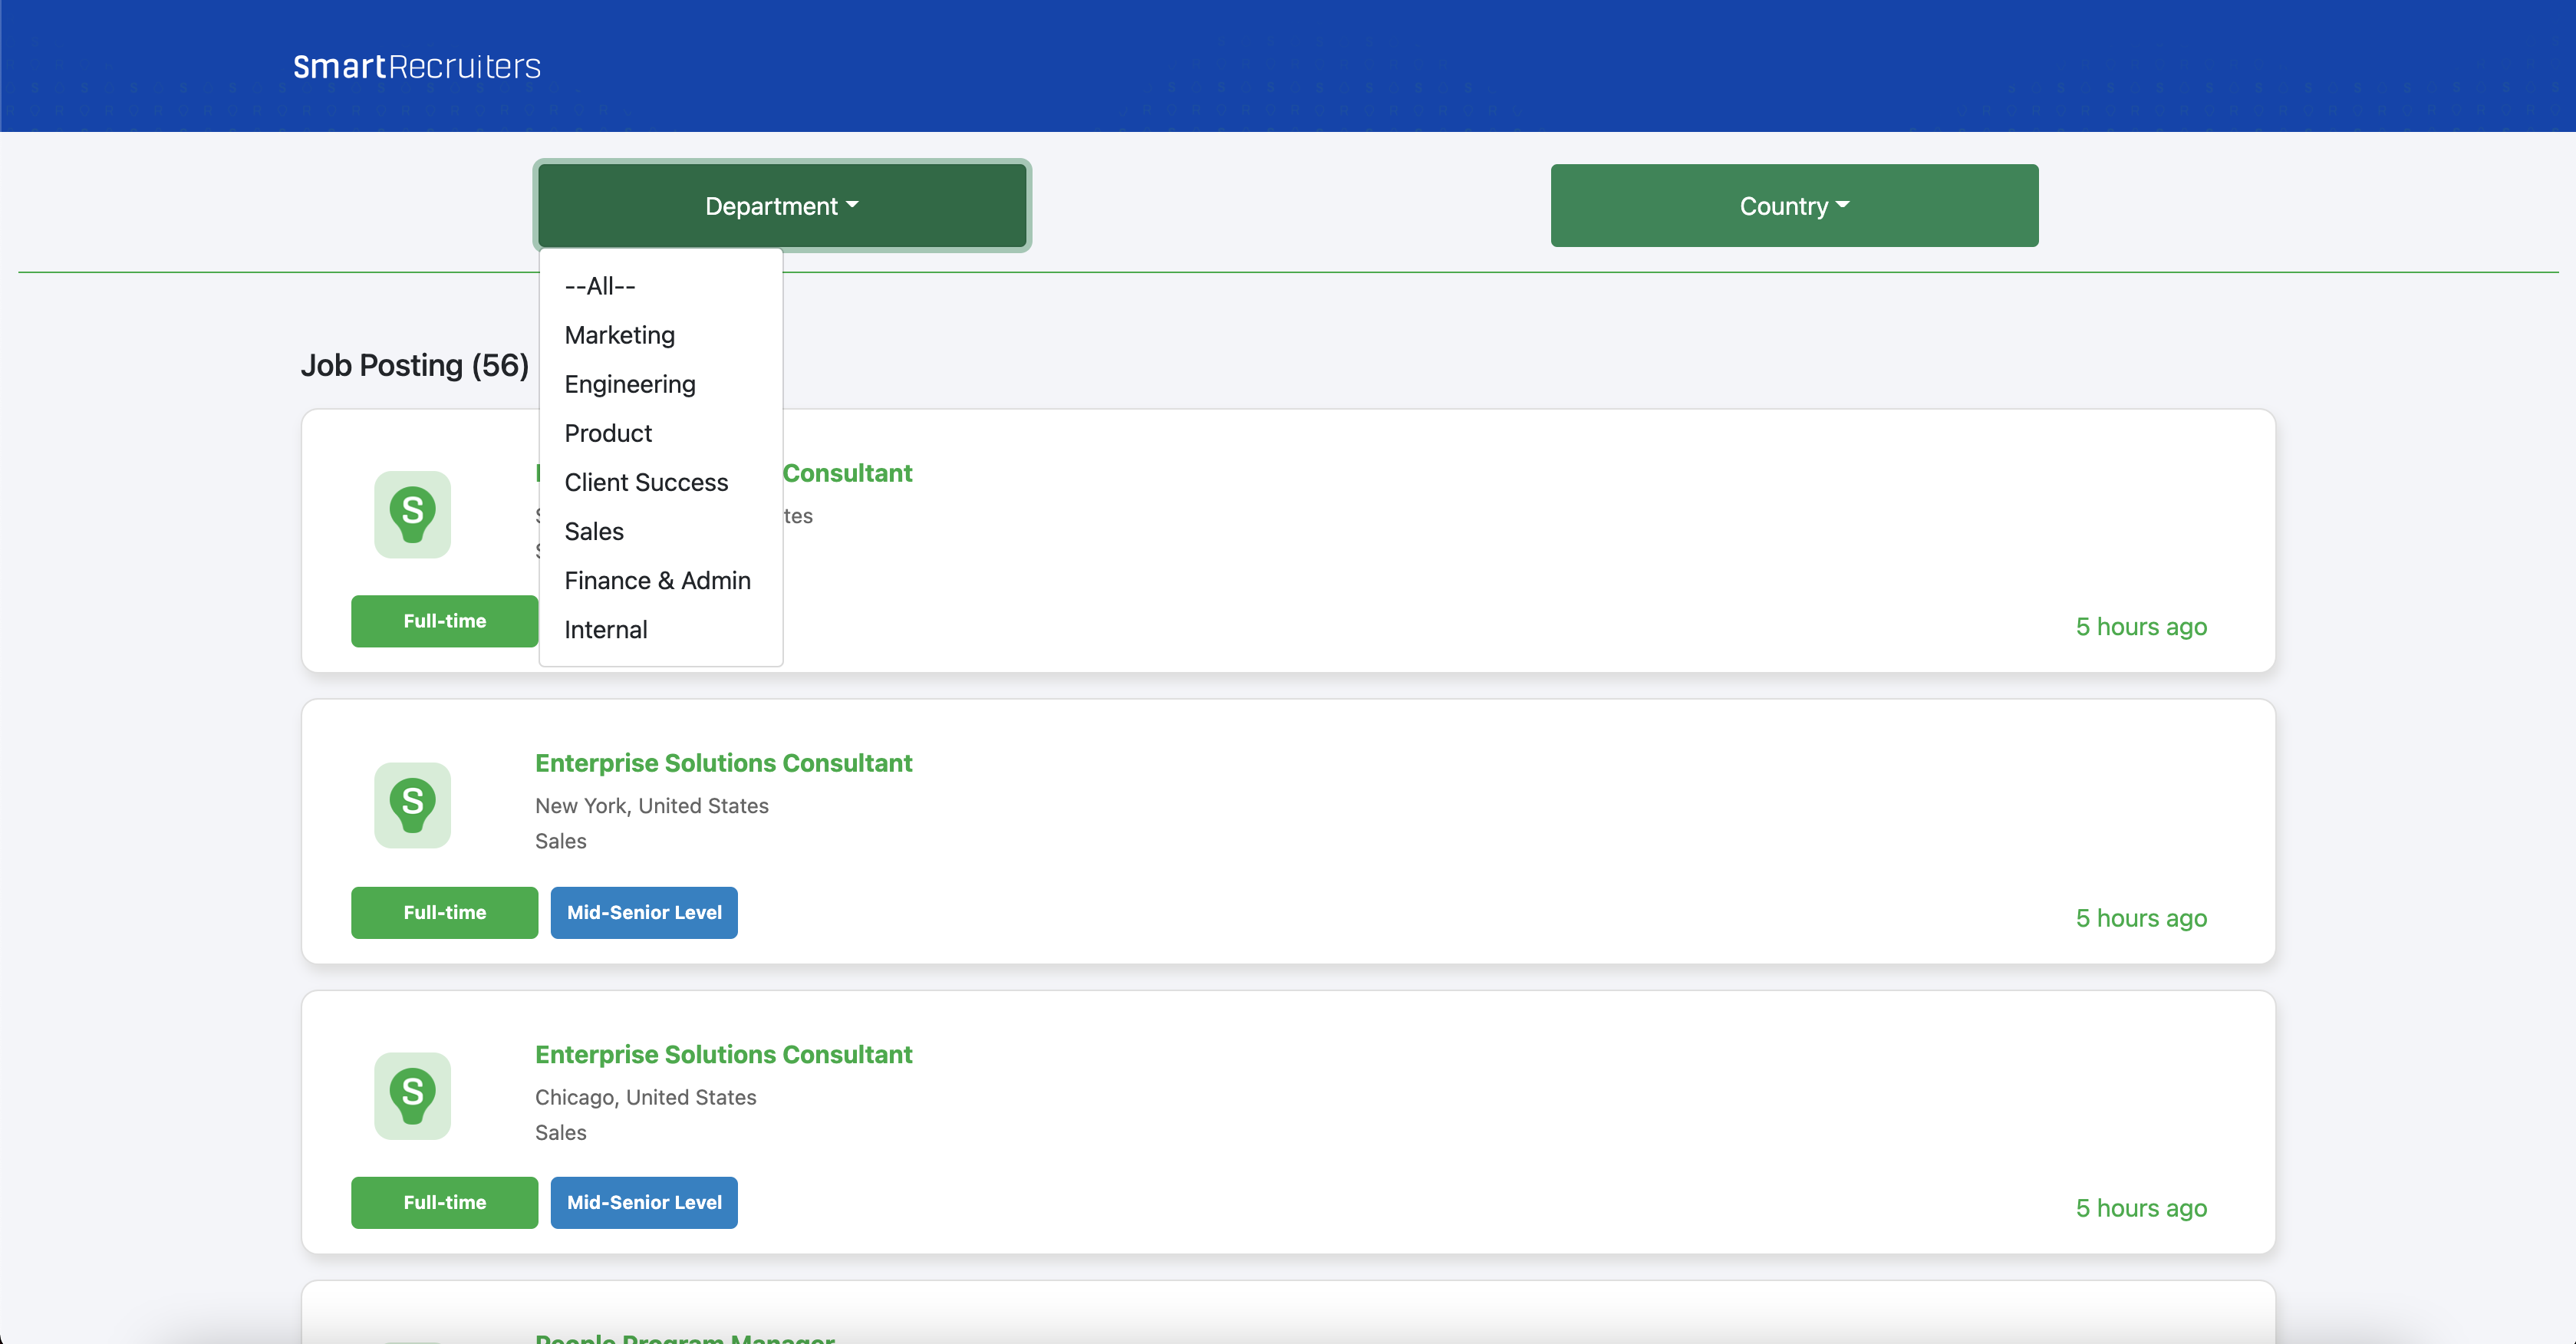 SmartRecruiters
Department
Country
--All--
Marketing
Engineering
Product
Client Success
Sales
Finance & Admin
Internal
Job Posting (56)
Consultant
tes
Full-time
5 hours ago
S
Enterprise Solutions Consultant
New York, United States
Sales
Full-time
Mid-Senior Level
5 hours ago
S
Enterprise Solutions Consultant
Chicago, United States
Sales
Full-time
Mid-Senior Level
5 hours ago
S
People Program Manager